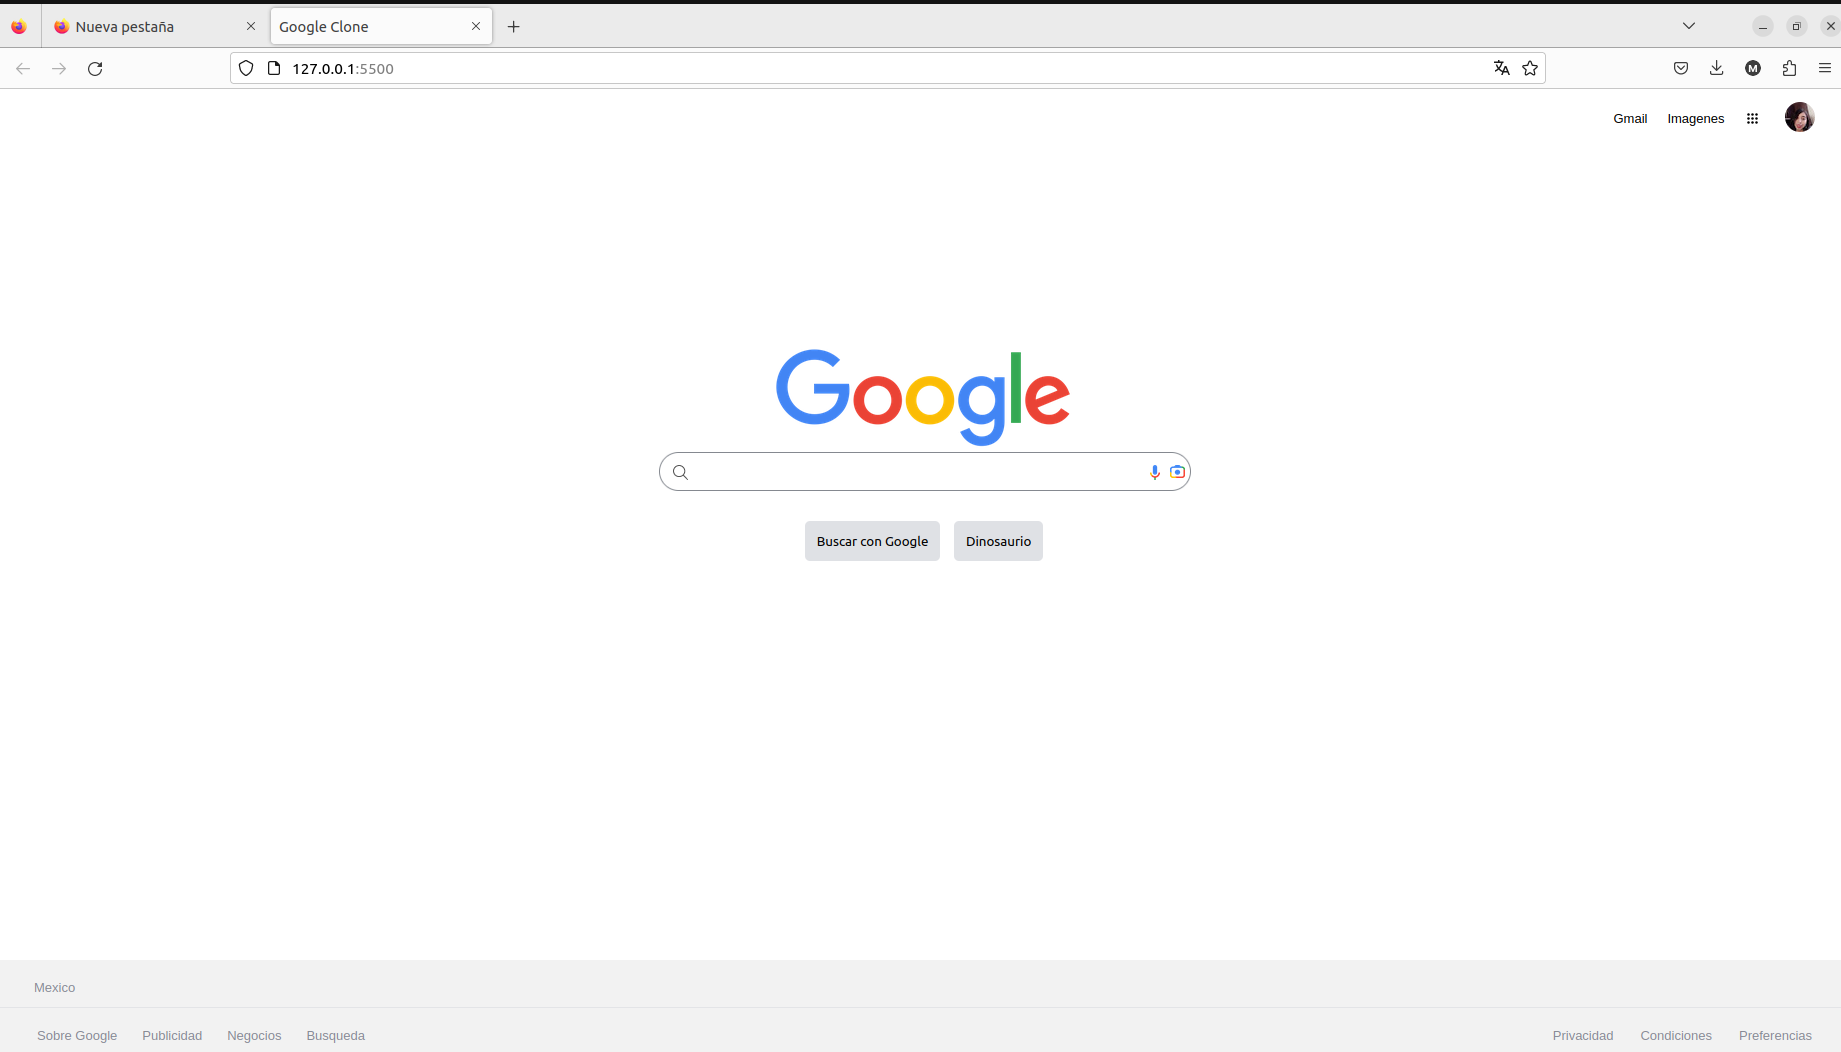 Nueva pestaña Google Clone
127.0.0.1:5500
M
Gmail Imagenes
Google
Buscar con Google Dinosaurio
Mexico
Sobre Google Publicidad Negocios Busqueda Privacidad Condiciones Preferencias